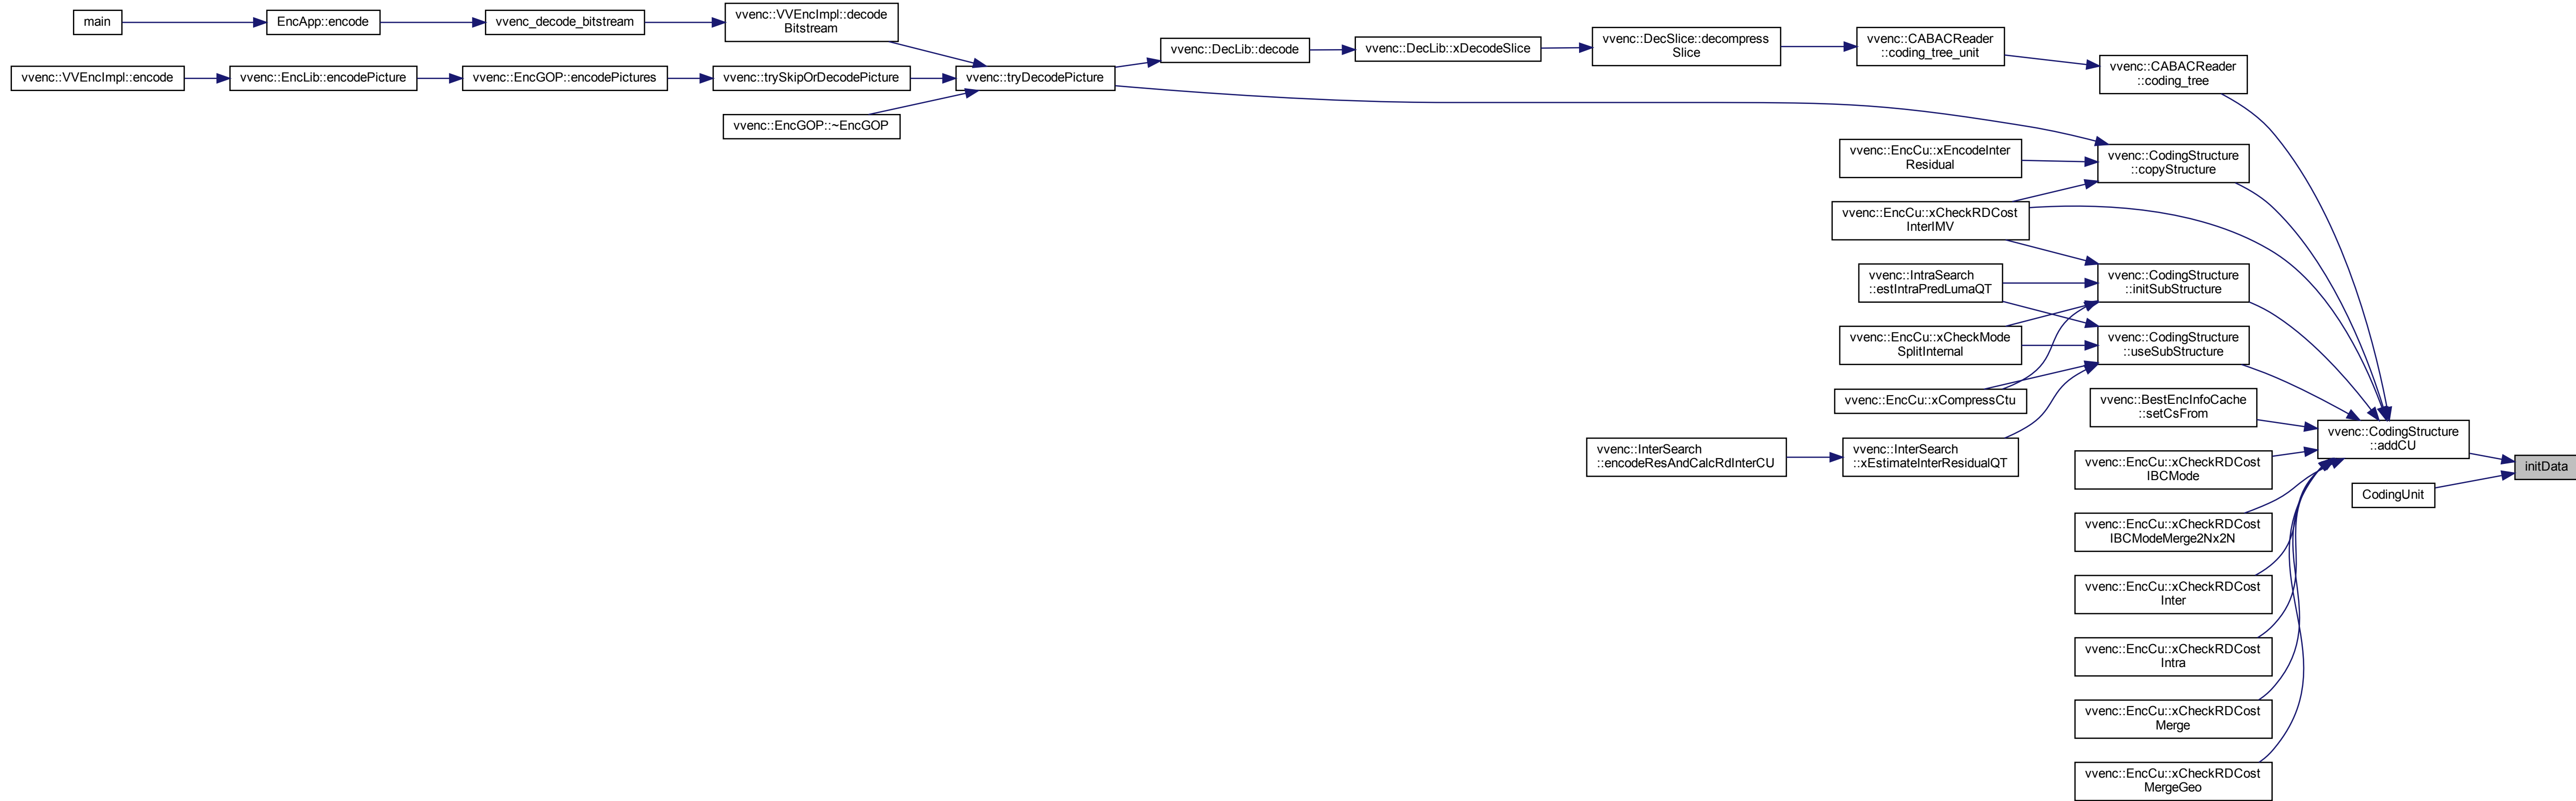 main
EncApp::encode
vvenc_decode_bitstream
vvenc::VVEncImpl::decode
Bitstream
vvenc::VVEncImpl::encode
vvenc::EncLib::encodePicture
vvenc::EncGOP::encodePictures
vvenc::trySkipOrDecodePicture
vvenc::EncGOP::~EncGOP
vvenc::tryDecodePicture
vvenc::DecLib::decode
vvenc::DecLib::xDecodeSlice
vvenc::DecSlice::decompress
Slice
vvenc::CABACReader
::coding_tree_unit
vvenc::CABACReader
::coding_tree
vvenc::EncCu::xEncodeInter
Residual
vvenc::CodingStructure
::copyStructure
vvenc::EncCu::xCheckRDCost
InterIMV
vvenc::IntraSearch
::estIntraPredLumaQT
vvenc::CodingStructure
::initSubStructure
vvenc::EncCu::xCheckMode
SplitInternal
vvenc::CodingStructure
::useSubStructure
vvenc::EncCu::xCompressCtu
vvenc::InterSearch
::encodeResAndCalcRdInterCU
vvenc::InterSearch
::xEstimateInterResidualQT
vvenc::BestEncInfoCache
::setCsFrom
vvenc::CodingStructure
::addCU
initData
vvenc::EncCu::xCheckRDCost
IBCMode
CodingUnit
vvenc::EncCu::xCheckRDCost
IBCModeMerge2Nx2N
vvenc::EncCu::xCheckRDCost
Inter
vvenc::EncCu::xCheckRDCost
Intra
vvenc::EncCu::xCheckRDCost
Merge
vvenc::EncCu::xCheckRDCost
MergeGeo